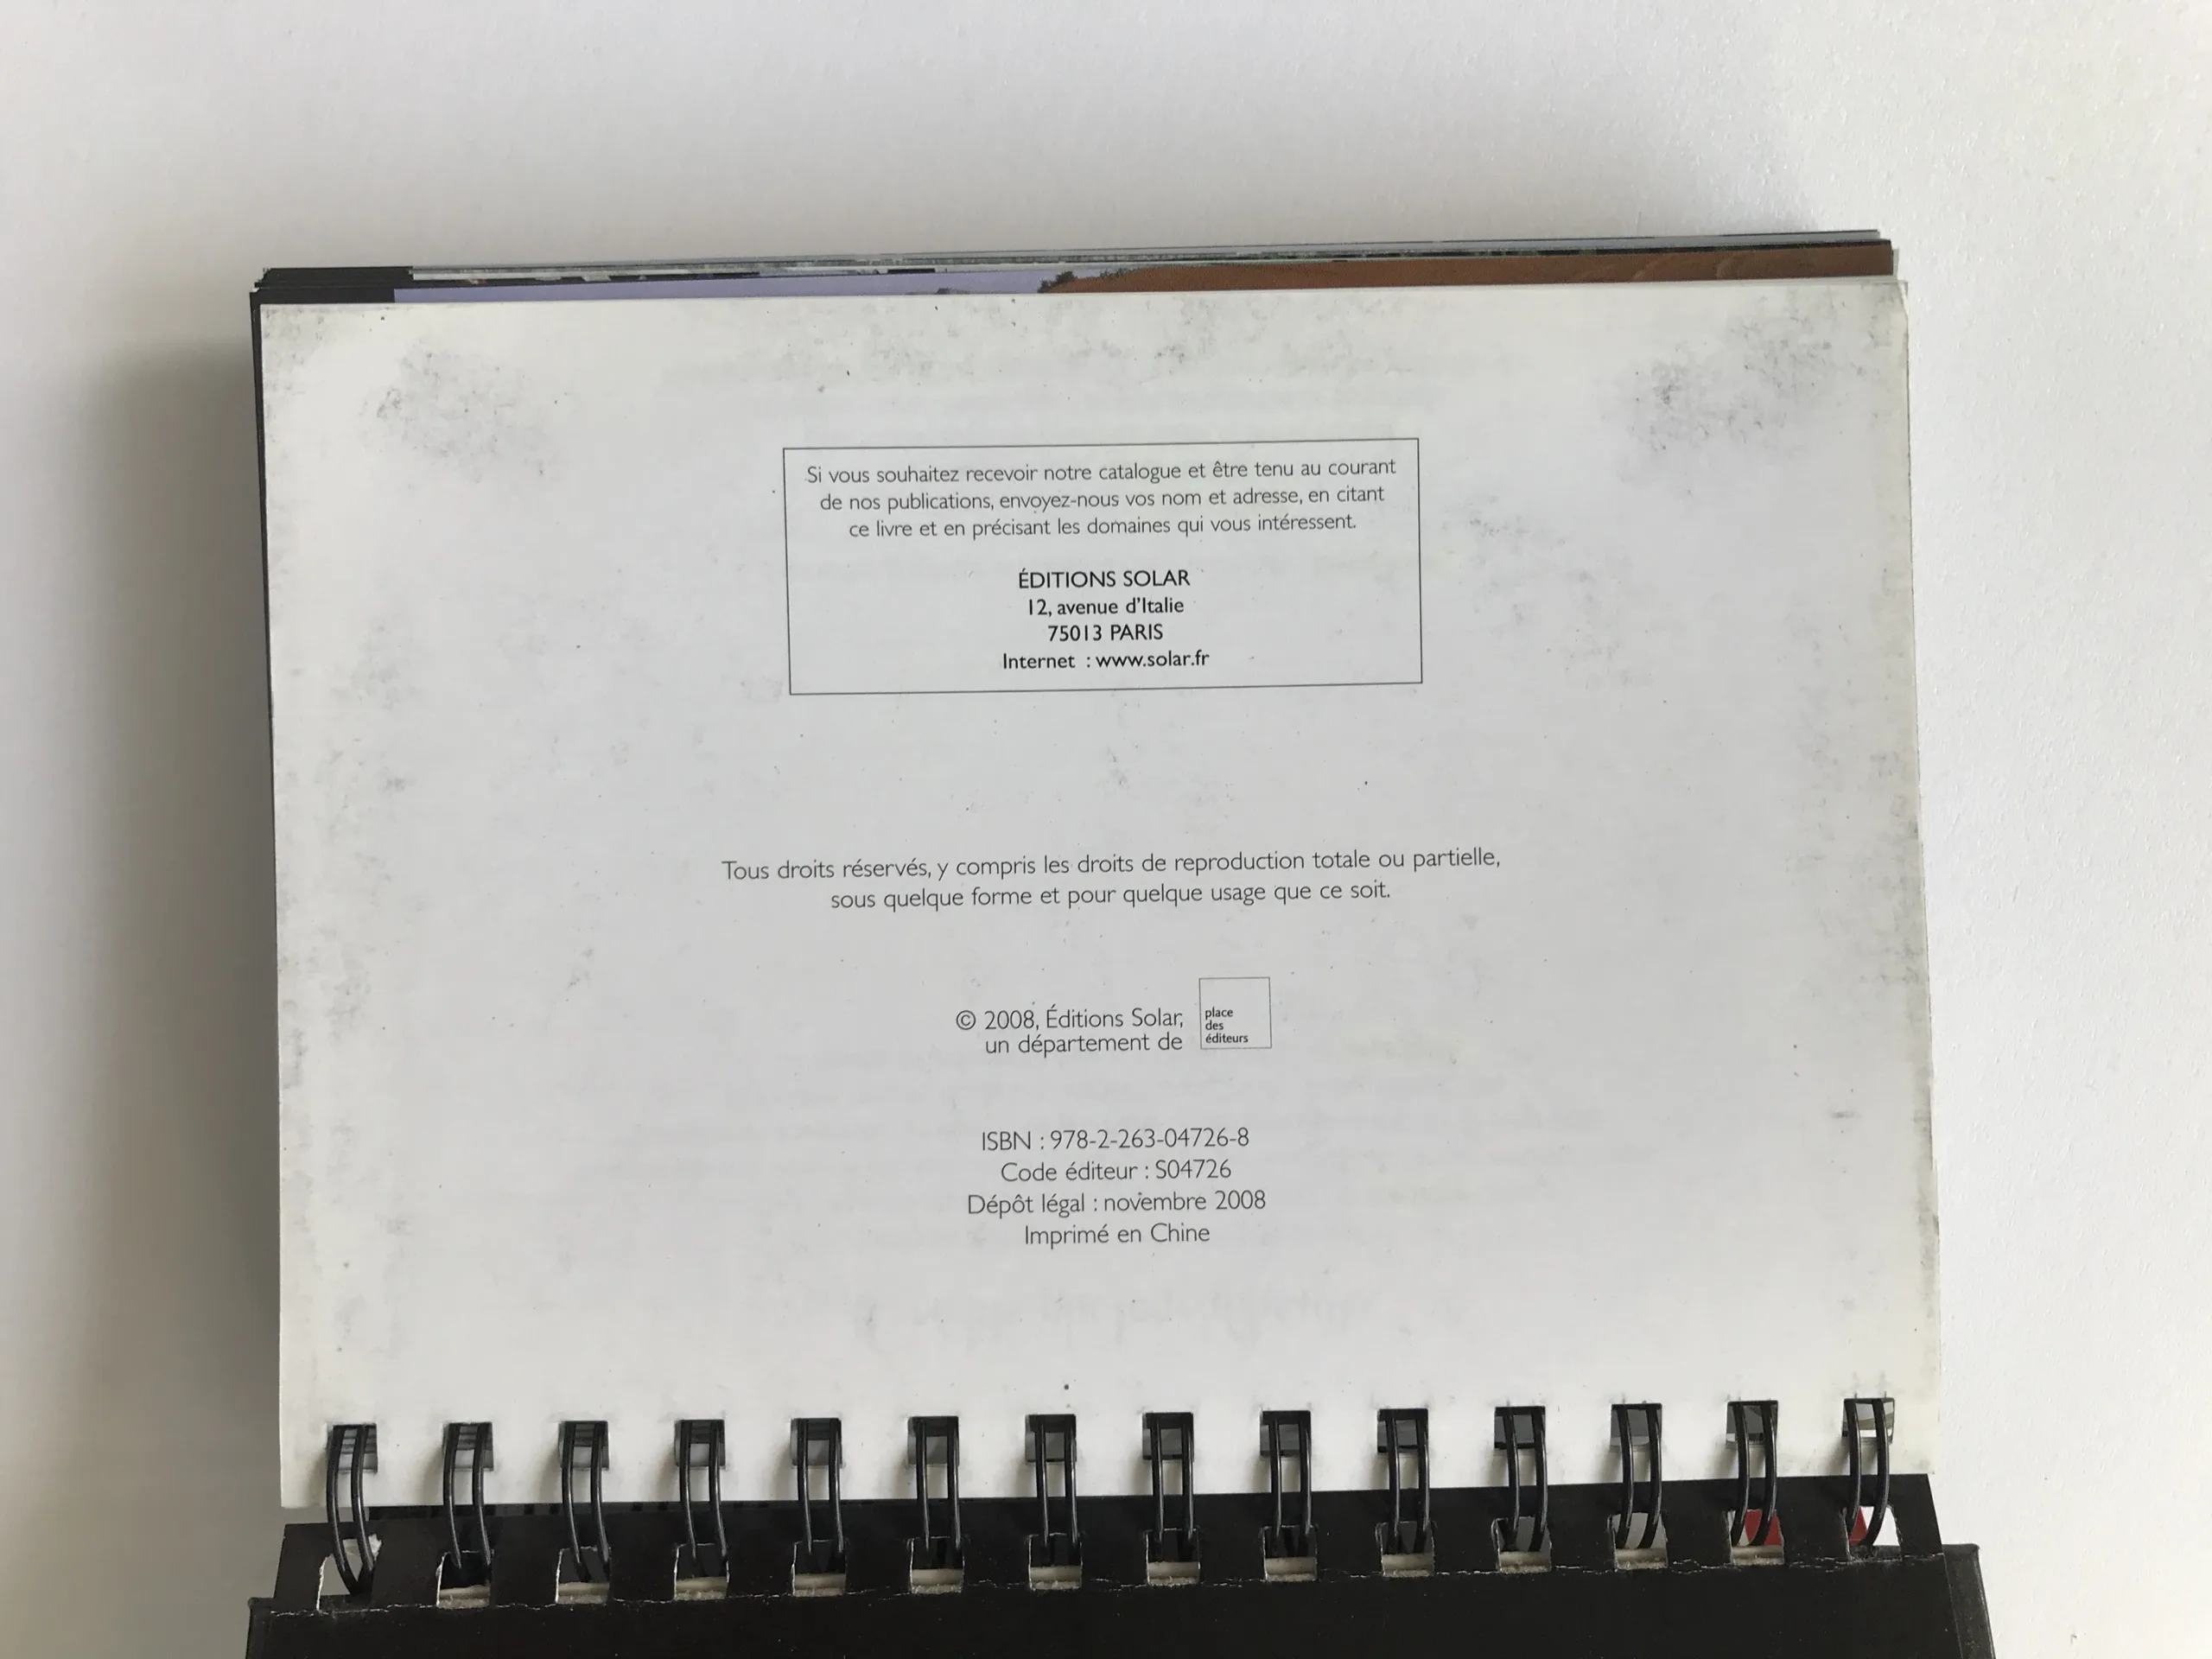 Si vous souhaitez recevoir notre catalogue et être tenu au courant
de nos publications, envoyez-nous vos nom et adresse, en citant
ce livre et en précisant les domaines qui vous intéressent.
ÉDITIONS SOLAR
12, avenue d'Italie
75013 PARIS
Internet : www.solar.fr
Tous droits réservés, y compris les droits de reproduction totale ou partielle,
sous quelque forme et pour quelque usage que ce soit.
© 2008, Éditions Solar,
un département de
place
des
éditeurs
ISBN : 978-2-263-04726-8
Code éditeur : S04726
Dépôt légal : novembre 2008
Imprimé en Chine